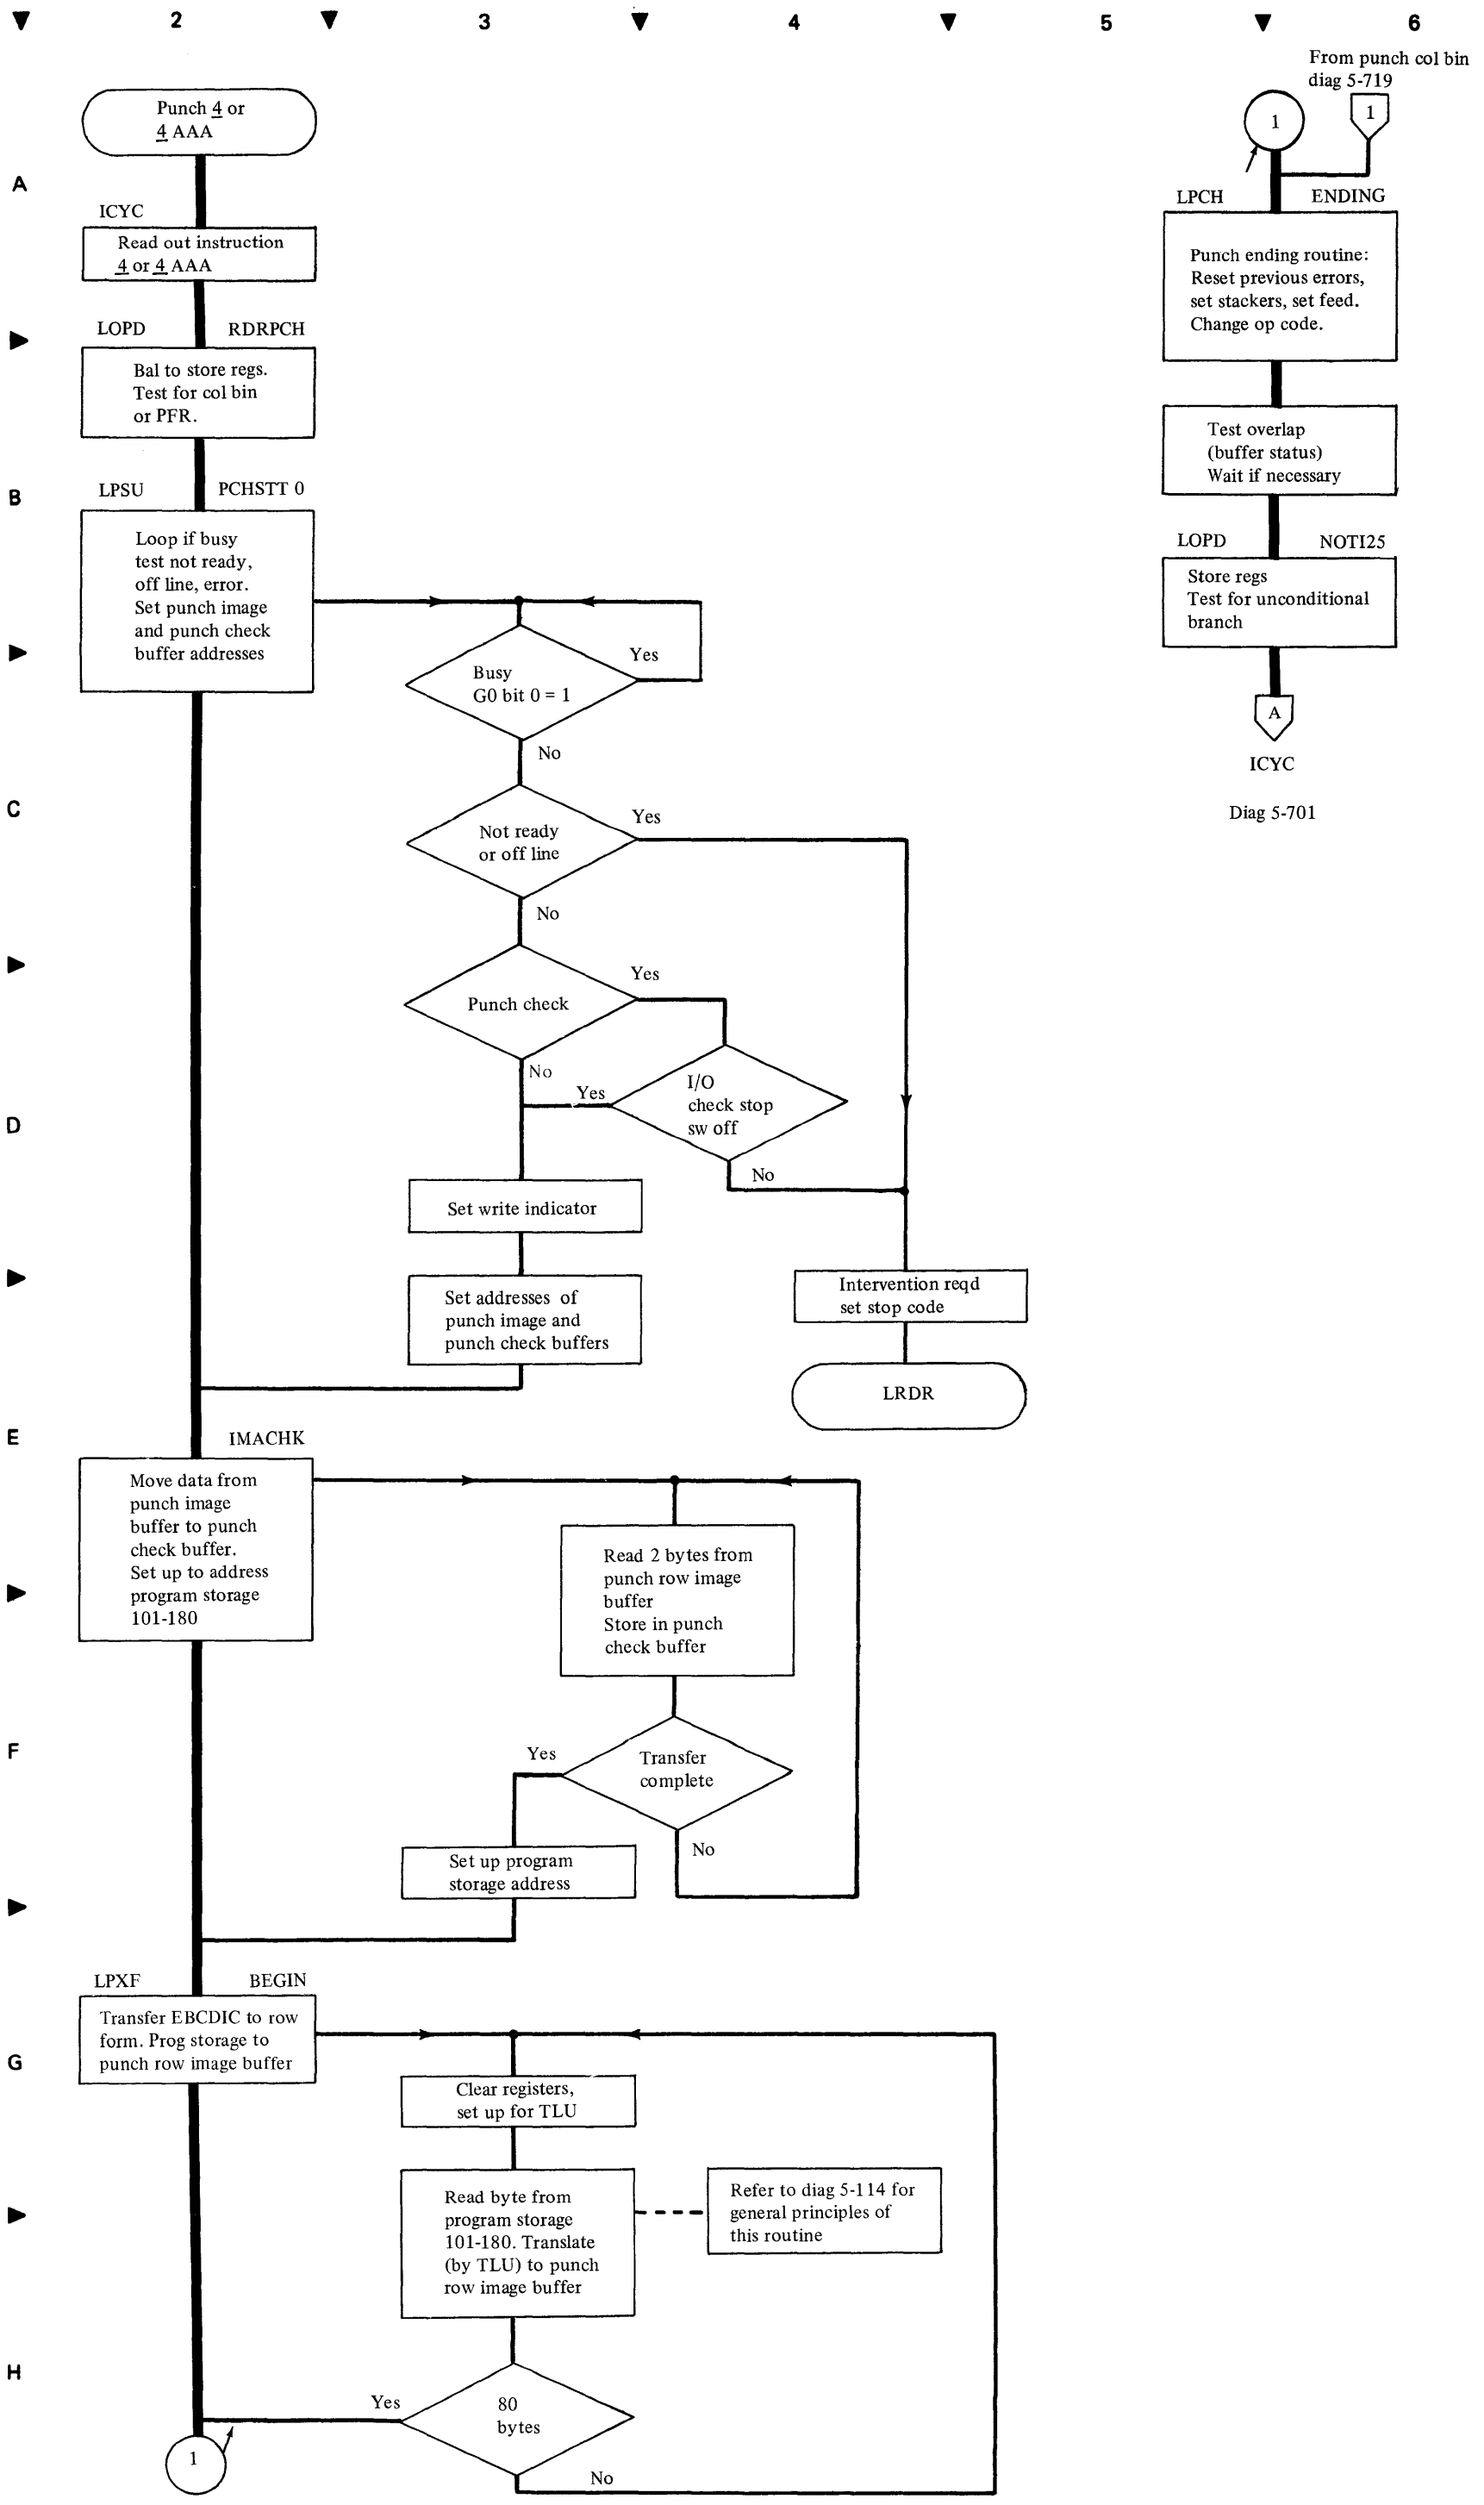 2 3 4 5 6
From punch col bin
diag 5-719
Punch 4 or
4 AAA
1
1
A
ICYC
Read out instruction
4 or 4 AAA
LPCH ENDING
Punch ending routine:
Reset previous errors,
set stackers, set feed.
Change op code.
LOPD RDRPCH
Bal to store regs.
Test for col bin
or PFR.
Test overlap
(buffer status)
Wait if necessary
B
LPSU PCHSTT 0
Loop if busy
test not ready,
off line, error.
Set punch image
and punch check
buffer addresses
LOPD NOTI25
Store regs
Test for unconditional
branch
A
ICYC
Diag 5-701
Busy
G0 bit 0 = 1
Yes
No
C
Not ready
or off line
Yes
No
Punch check
Yes
No
D
I/O
check stop
sw off
Yes
No
Set write indicator
Set addresses of
punch image and
punch check buffers
Intervention reqd
set stop code
LRDR
E
IMACHK
Move data from
punch image
buffer to punch
check buffer.
Set up to address
program storage
101-180
Read 2 bytes from
punch row image
buffer
Store in punch
check buffer
F
Transfer
complete
Yes
No
Set up program
storage address
LPXF BEGIN
Transfer EBCDIC to row
form. Prog storage to
punch row image buffer
G
Clear registers,
set up for TLU
Read byte from
program storage
101-180. Translate
(by TLU) to punch
row image buffer
Refer to diag 5-114 for
general principles of
this routine
H
80
bytes
Yes
No
1